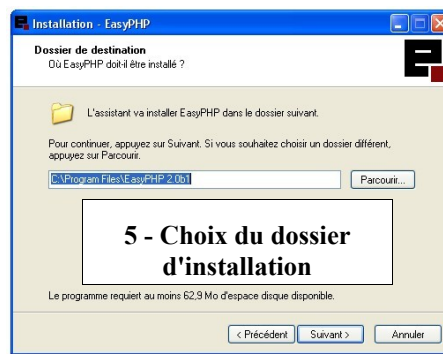 Installation - EasyPHP
Dossier de destination
Où EasyPHP doit-il être installé ?
L'assistant va installer EasyPHP dans le dossier suivant.
Pour continuer, appuyez sur Suivant. Si vous souhaitez choisir un dossier différent,
appuyez sur Parcourir.
C:\Program Files\EasyPHP 2.0b1
Parcourir...
5 - Choix du dossier
d'installation
Le programme requiert au moins 62,9 Mo d'espace disque disponible.
< Précédent
Suivant >
Annuler